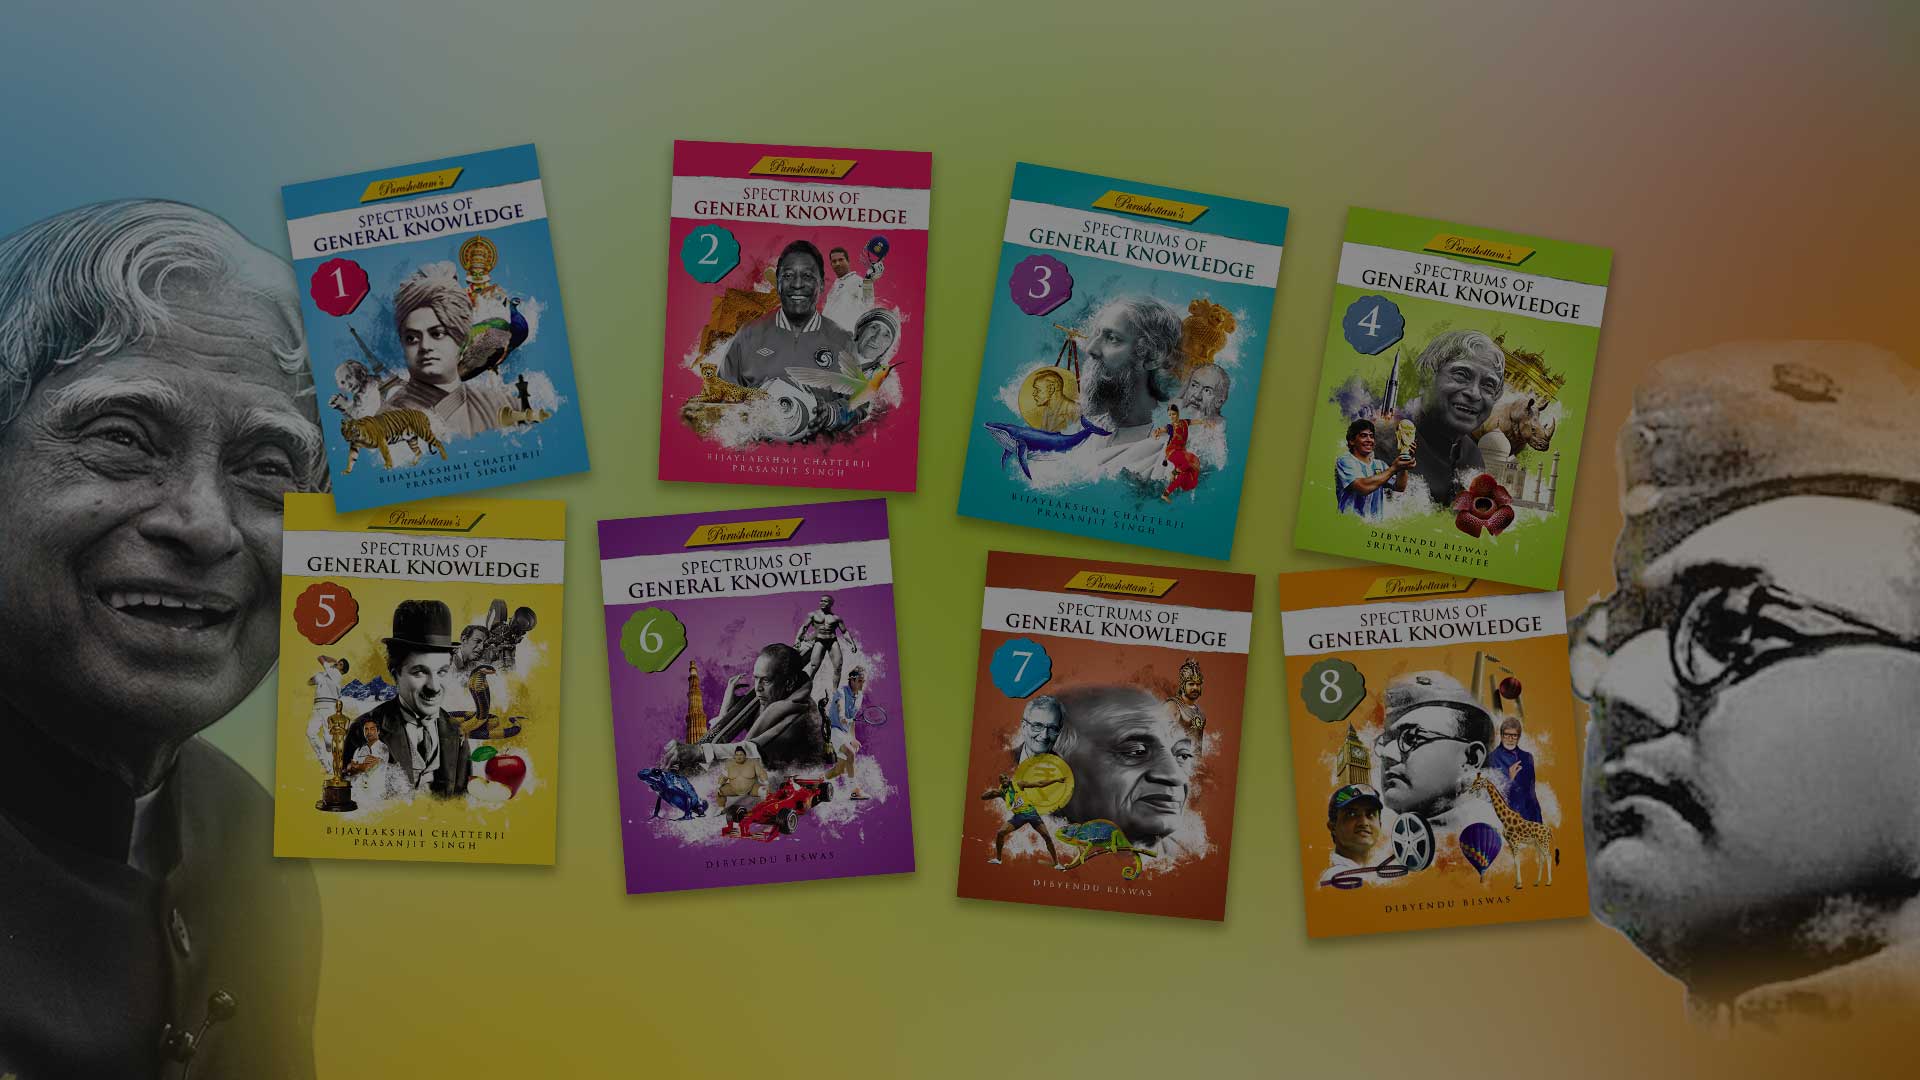 Purushottam's
SPECTRUMS OF
GENERAL KNOWLEDGE
1
BIJAYLAKSHMI CHATTERJI
PRASANJIT SINGH
Purushottam's
SPECTRUMS OF
GENERAL KNOWLEDGE
2
BIJAYLAKSHMI CHATTERJI
PRASANJIT SINGH
Purushottam's
SPECTRUMS OF
GENERAL KNOWLEDGE
3
BIJAYLAKSHMI CHATTERJI
PRASANJIT SINGH
Purushottam's
SPECTRUMS OF
GENERAL KNOWLEDGE
4
DIBYENDU BISWAS
SRITAMA BANERJEE
Purushottam's
SPECTRUMS OF
GENERAL KNOWLEDGE
5
BIJAYLAKSHMI CHATTERJI
PRASANJIT SINGH
Purushottam's
SPECTRUMS OF
GENERAL KNOWLEDGE
6
DIBYENDU BISWAS
Purushottam's
SPECTRUMS OF
GENERAL KNOWLEDGE
7
DIBYENDU BISWAS
Purushottam's
SPECTRUMS OF
GENERAL KNOWLEDGE
8
DIBYENDU BISWAS